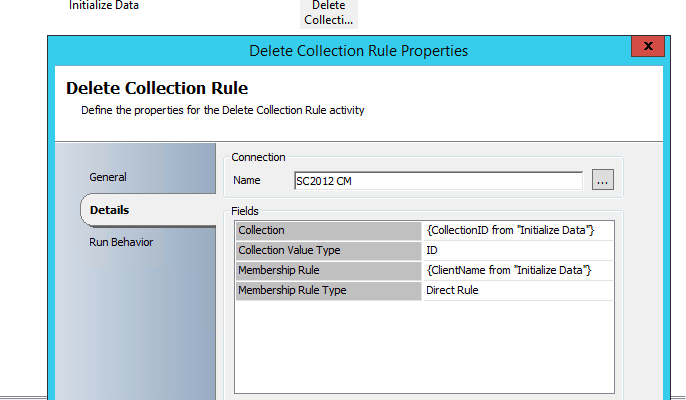 Initialize Data
Delete
Collecti...
Delete Collection Rule Properties
x
Delete Collection Rule
Define the properties for the Delete Collection Rule activity
General
Details
Run Behavior
Connection
Name SC2012 CM ...
Fields
Collection {CollectionID from "Initialize Data"}
Collection Value Type ID
Membership Rule {ClientName from "Initialize Data"}
Membership Rule Type Direct Rule